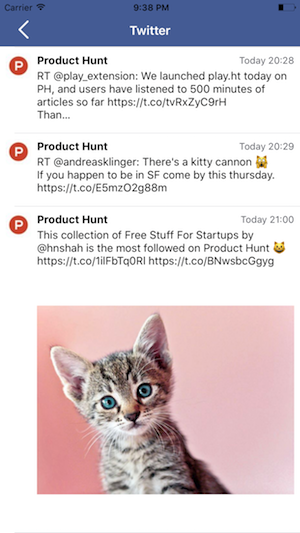 Carrier 9:38 PM
Twitter
P Product Hunt Today 20:28
RT @play_extension: We launched play.ht today on
PH, and users have listened to 500 minutes of
articles so far https://t.co/tvRxZyC9rH
Than...
P Product Hunt Today 20:29
RT @andreasklinger: There's a kitty cannon 🙀
If you happen to be in SF come by this thursday.
https://t.co/E5mzO2g88m
P Product Hunt Today 21:00
This collection of Free Stuff For Startups by
@hnshah is the most followed on Product Hunt 😺
https://t.co/1ilFbTq0RI https://t.co/BNwsbcGgyg